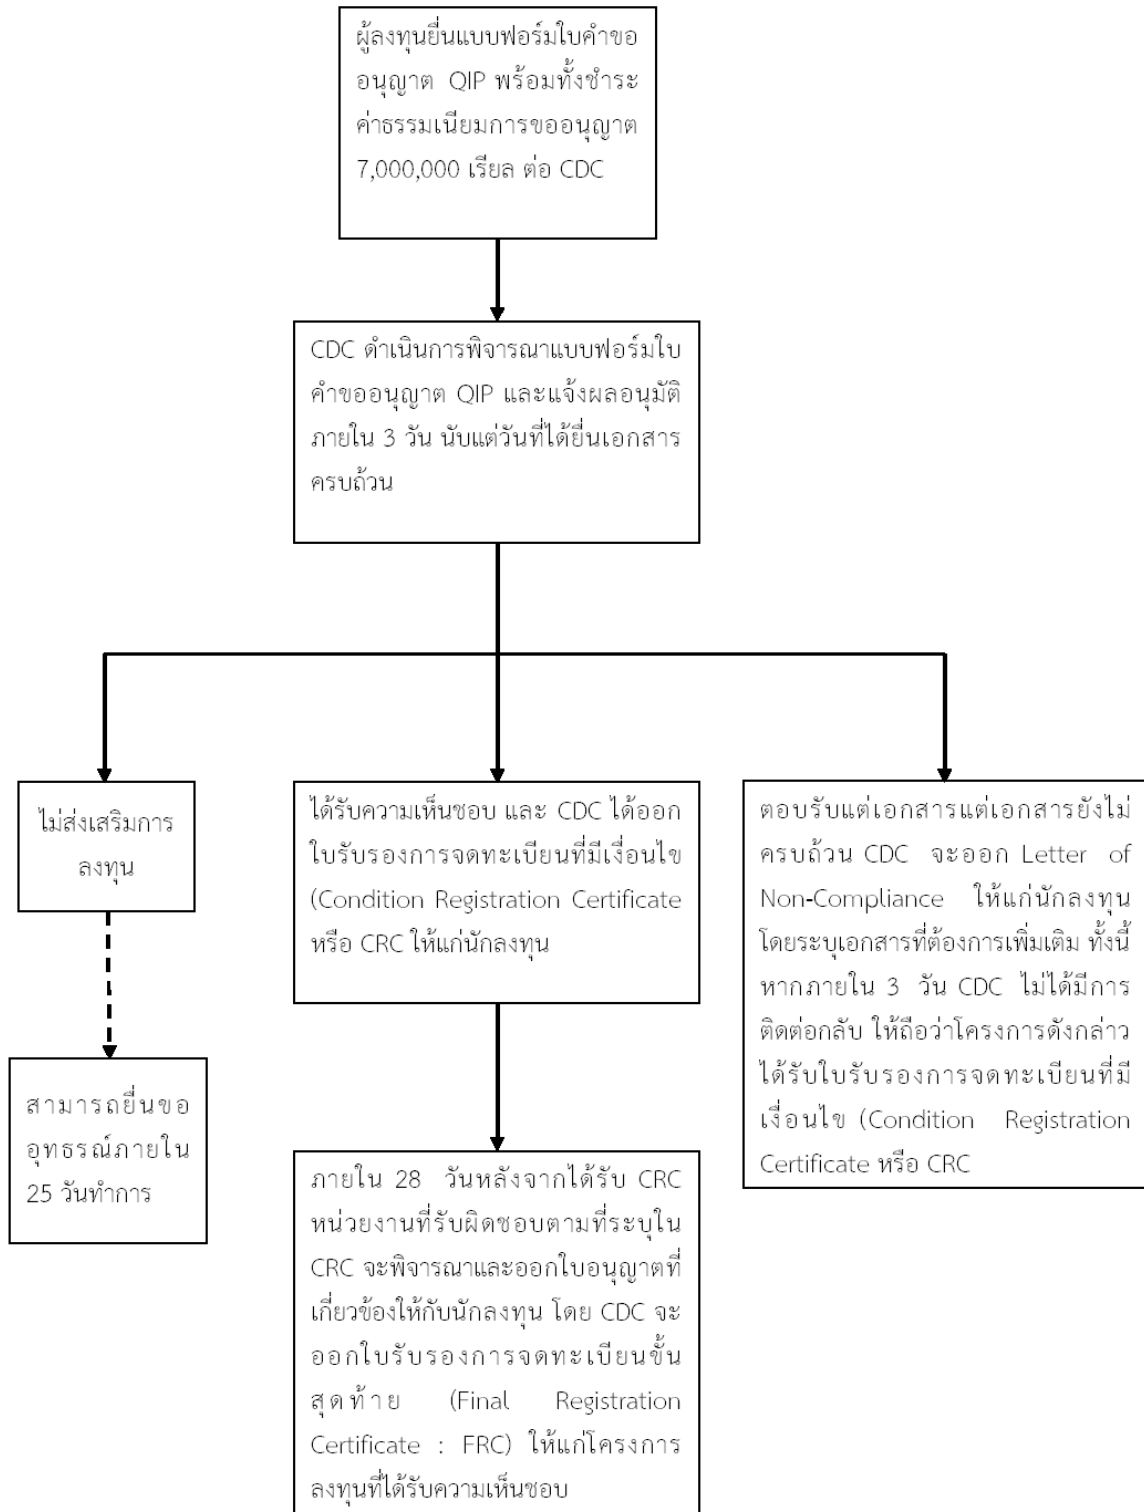 ผู้ลงทุนยื่นแบบฟอร์มใบคำขอ
อนุญาต QIP พร้อมทั้งชำระ
ค่าธรรมเนียมการขออนุญาต
7,000,000 เรียล ต่อ CDC
CDC ดำเนินการพิจารณาแบบฟอร์มใบ
คำขออนุญาต QIP และแจ้งผลอนุมัติ
ภายใน 3 วัน นับแต่วันที่ได้ยื่นเอกสาร
ครบถ้วน
ไม่ส่งเสริมการ
ลงทุน
สามารถยื่นขอ
อุทธรณ์ภายใน
25 วันทำการ
ได้รับความเห็นชอบ และ CDC ได้ออก
ใบรับรองการจดทะเบียนที่มีเงื่อนไข
(Condition Registration Certificate
หรือ CRC ให้แก่นักลงทุน
ภายใน 28 วันหลังจากได้รับ CRC
หน่วยงานที่รับผิดชอบตามที่ระบุใน
CRC จะพิจารณาและออกใบอนุญาตที่
เกี่ยวข้องให้กับนักลงทุน โดย CDC จะ
ออกใบรับรองการจดทะเบียนขั้น
สุดท้าย (Final Registration
Certificate : FRC) ให้แก่โครงการ
ลงทุนที่ได้รับความเห็นชอบ
ตอบรับแต่เอกสารแต่เอกสารยังไม่
ครบถ้วน CDC จะออก Letter of
Non-Compliance ให้แก่นักลงทุน
โดยระบุเอกสารที่ต้องการเพิ่มเติม ทั้งนี้
หากภายใน 3 วัน CDC ไม่ได้มีการ
ติดต่อกลับ ให้ถือว่าโครงการดังกล่าว
ได้รับใบรับรองการจดทะเบียนที่มี
เงื่อนไข (Condition Registration
Certificate หรือ CRC